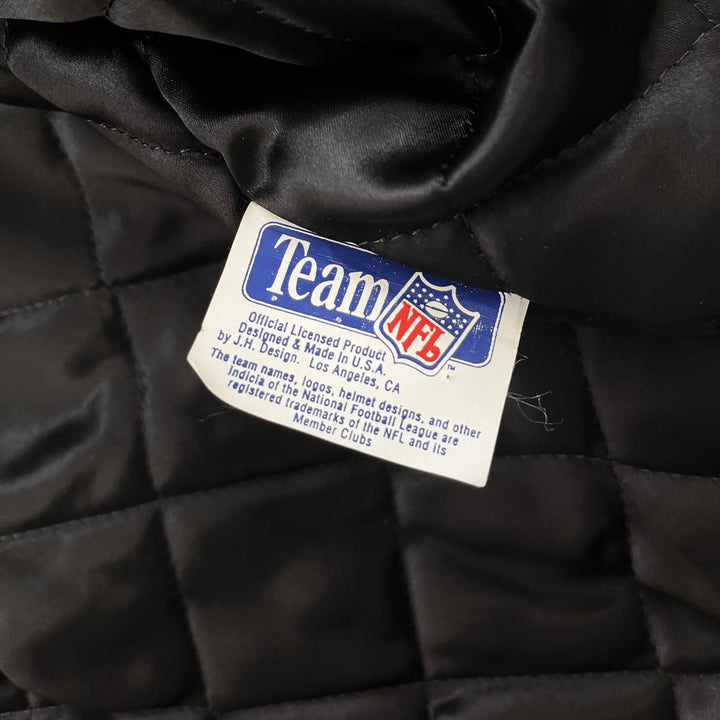 Team NFL
TM
Official Licensed Product
Designed & Made in U.S.A.
by J.H. Design. Los Angeles, CA
The team names, logos, helmet designs, and other
indicia of the National Football League are
registered trademarks of the NFL and its
Member Clubs